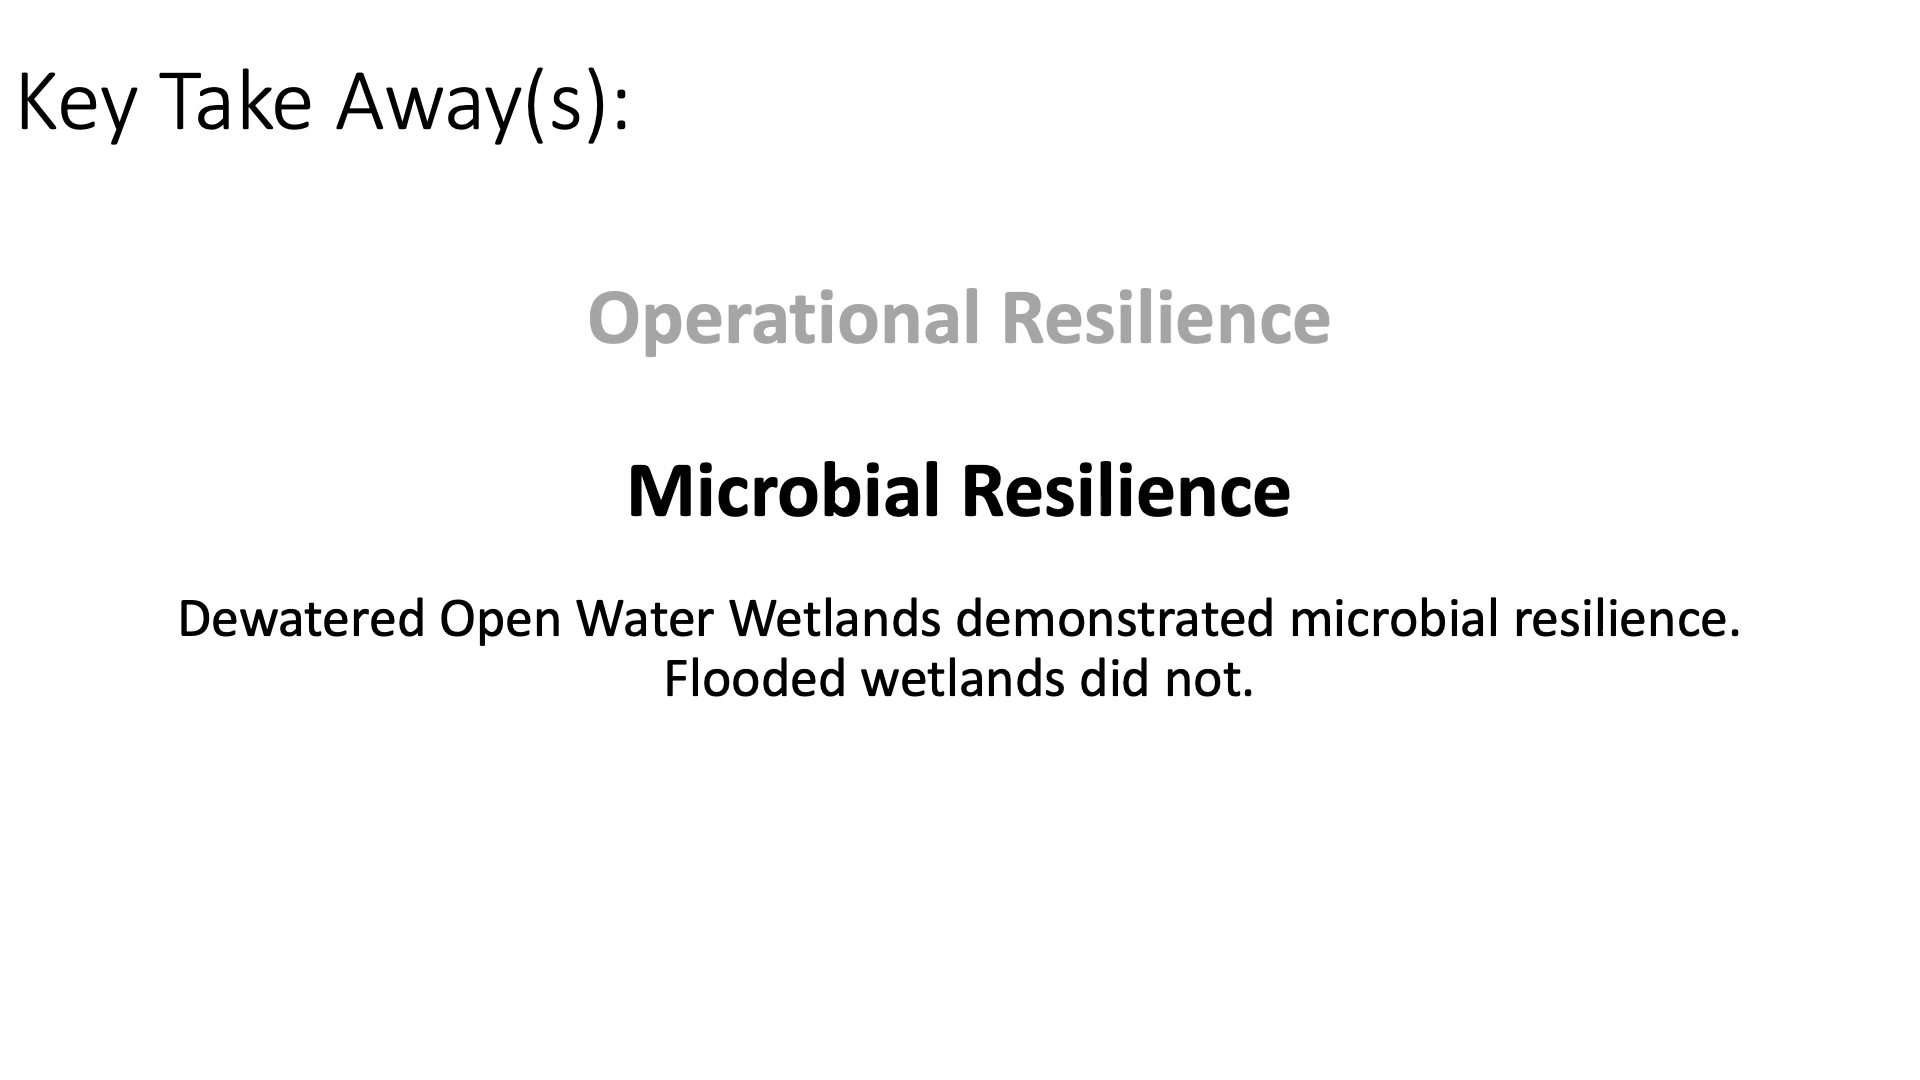 Key Take Away(s):
Operational Resilience
Microbial Resilience
Dewatered Open Water Wetlands demonstrated microbial resilience.
Flooded wetlands did not.